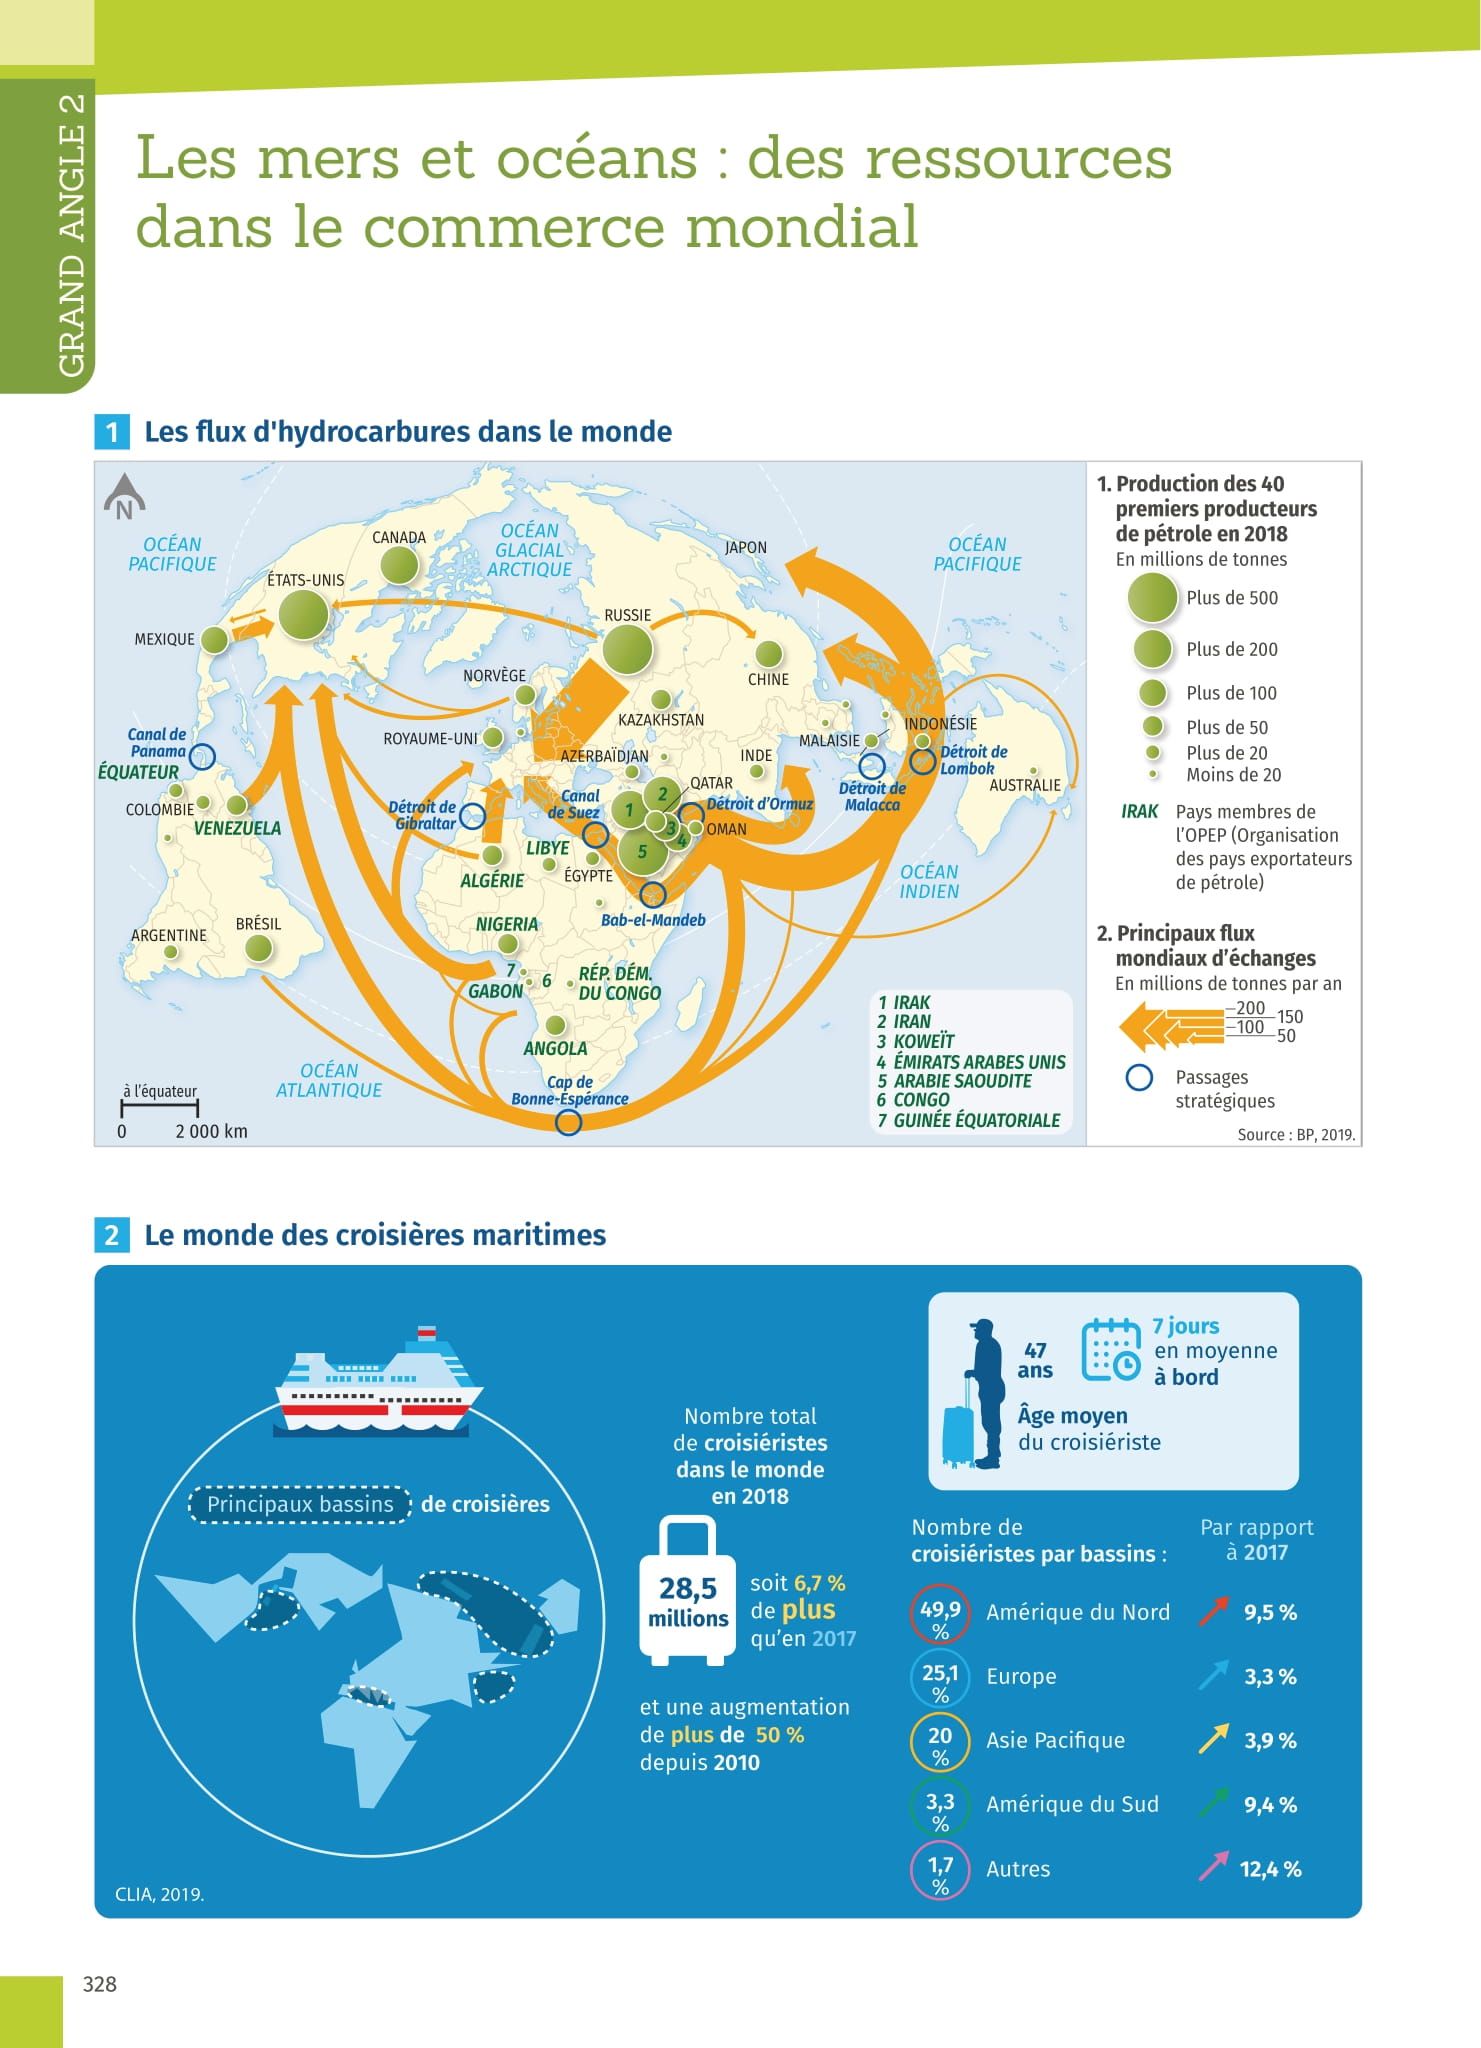 GRAND ANGLE 2
Les mers et océans : des ressources
dans le commerce mondial
1 Les flux d'hydrocarbures dans le monde
N
OCÉAN
PACIFIQUE
CANADA
OCÉAN
GLACIAL
ARCTIQUE
JAPON
OCÉAN
PACIFIQUE
ÉTATS-UNIS
MEXIQUE
RUSSIE
NORVÈGE
CHINE
KAZAKHSTAN
ROYAUME-UNI
INDONÉSIE
MALAISIE
Canal de
Panama
ÉQUATEUR
AZERBAÏDJAN
INDE
Détroit de
Lombok
COLOMBIE
VENEZUELA
Détroit de
Gibraltar
Canal
de Suez
QATAR
Détroit d'Ormuz
Détroit de
Malacca
AUSTRALIE
1
2
3
4
5
OMAN
LIBYE
ÉGYPTE
ALGÉRIE
OCÉAN
INDIEN
Bab-el-Mandeb
ARGENTINE
BRÉSIL
NIGERIA
7
GABON
6
RÉP. DÉM.
DU CONGO
ANGOLA
OCÉAN
ATLANTIQUE
Cap de
Bonne-Espérance
à l'équateur
0 2 000 km
1 IRAK
2 IRAN
3 KOWEÏT
4 ÉMIRATS ARABES UNIS
5 ARABIE SAOUDITE
6 CONGO
7 GUINÉE ÉQUATORIALE
1. Production des 40
premiers producteurs
de pétrole en 2018
En millions de tonnes
Plus de 500
Plus de 200
Plus de 100
Plus de 50
Plus de 20
Moins de 20
IRAK Pays membres de
l'OPEP (Organisation
des pays exportateurs
de pétrole)
2. Principaux flux
mondiaux d'échanges
En millions de tonnes par an
200
150
100
50
Passages
stratégiques
Source : BP, 2019.
2 Le monde des croisières maritimes
Principaux bassins de croisières
CLIA, 2019.
Nombre total
de croisiéristes
dans le monde
en 2018
28,5
millions
soit 6,7 %
de plus
qu'en 2017
et une augmentation
de plus de 50 %
depuis 2010
47
ans
7 jours
en moyenne
à bord
Âge moyen
du croisiériste
Nombre de
croisiéristes par bassins :
Par rapport
à 2017
49,9 % Amérique du Nord 9,5 %
25,1 % Europe 3,3 %
20 % Asie Pacifique 3,9 %
3,3 % Amérique du Sud 9,4 %
1,7 % Autres 12,4 %
328